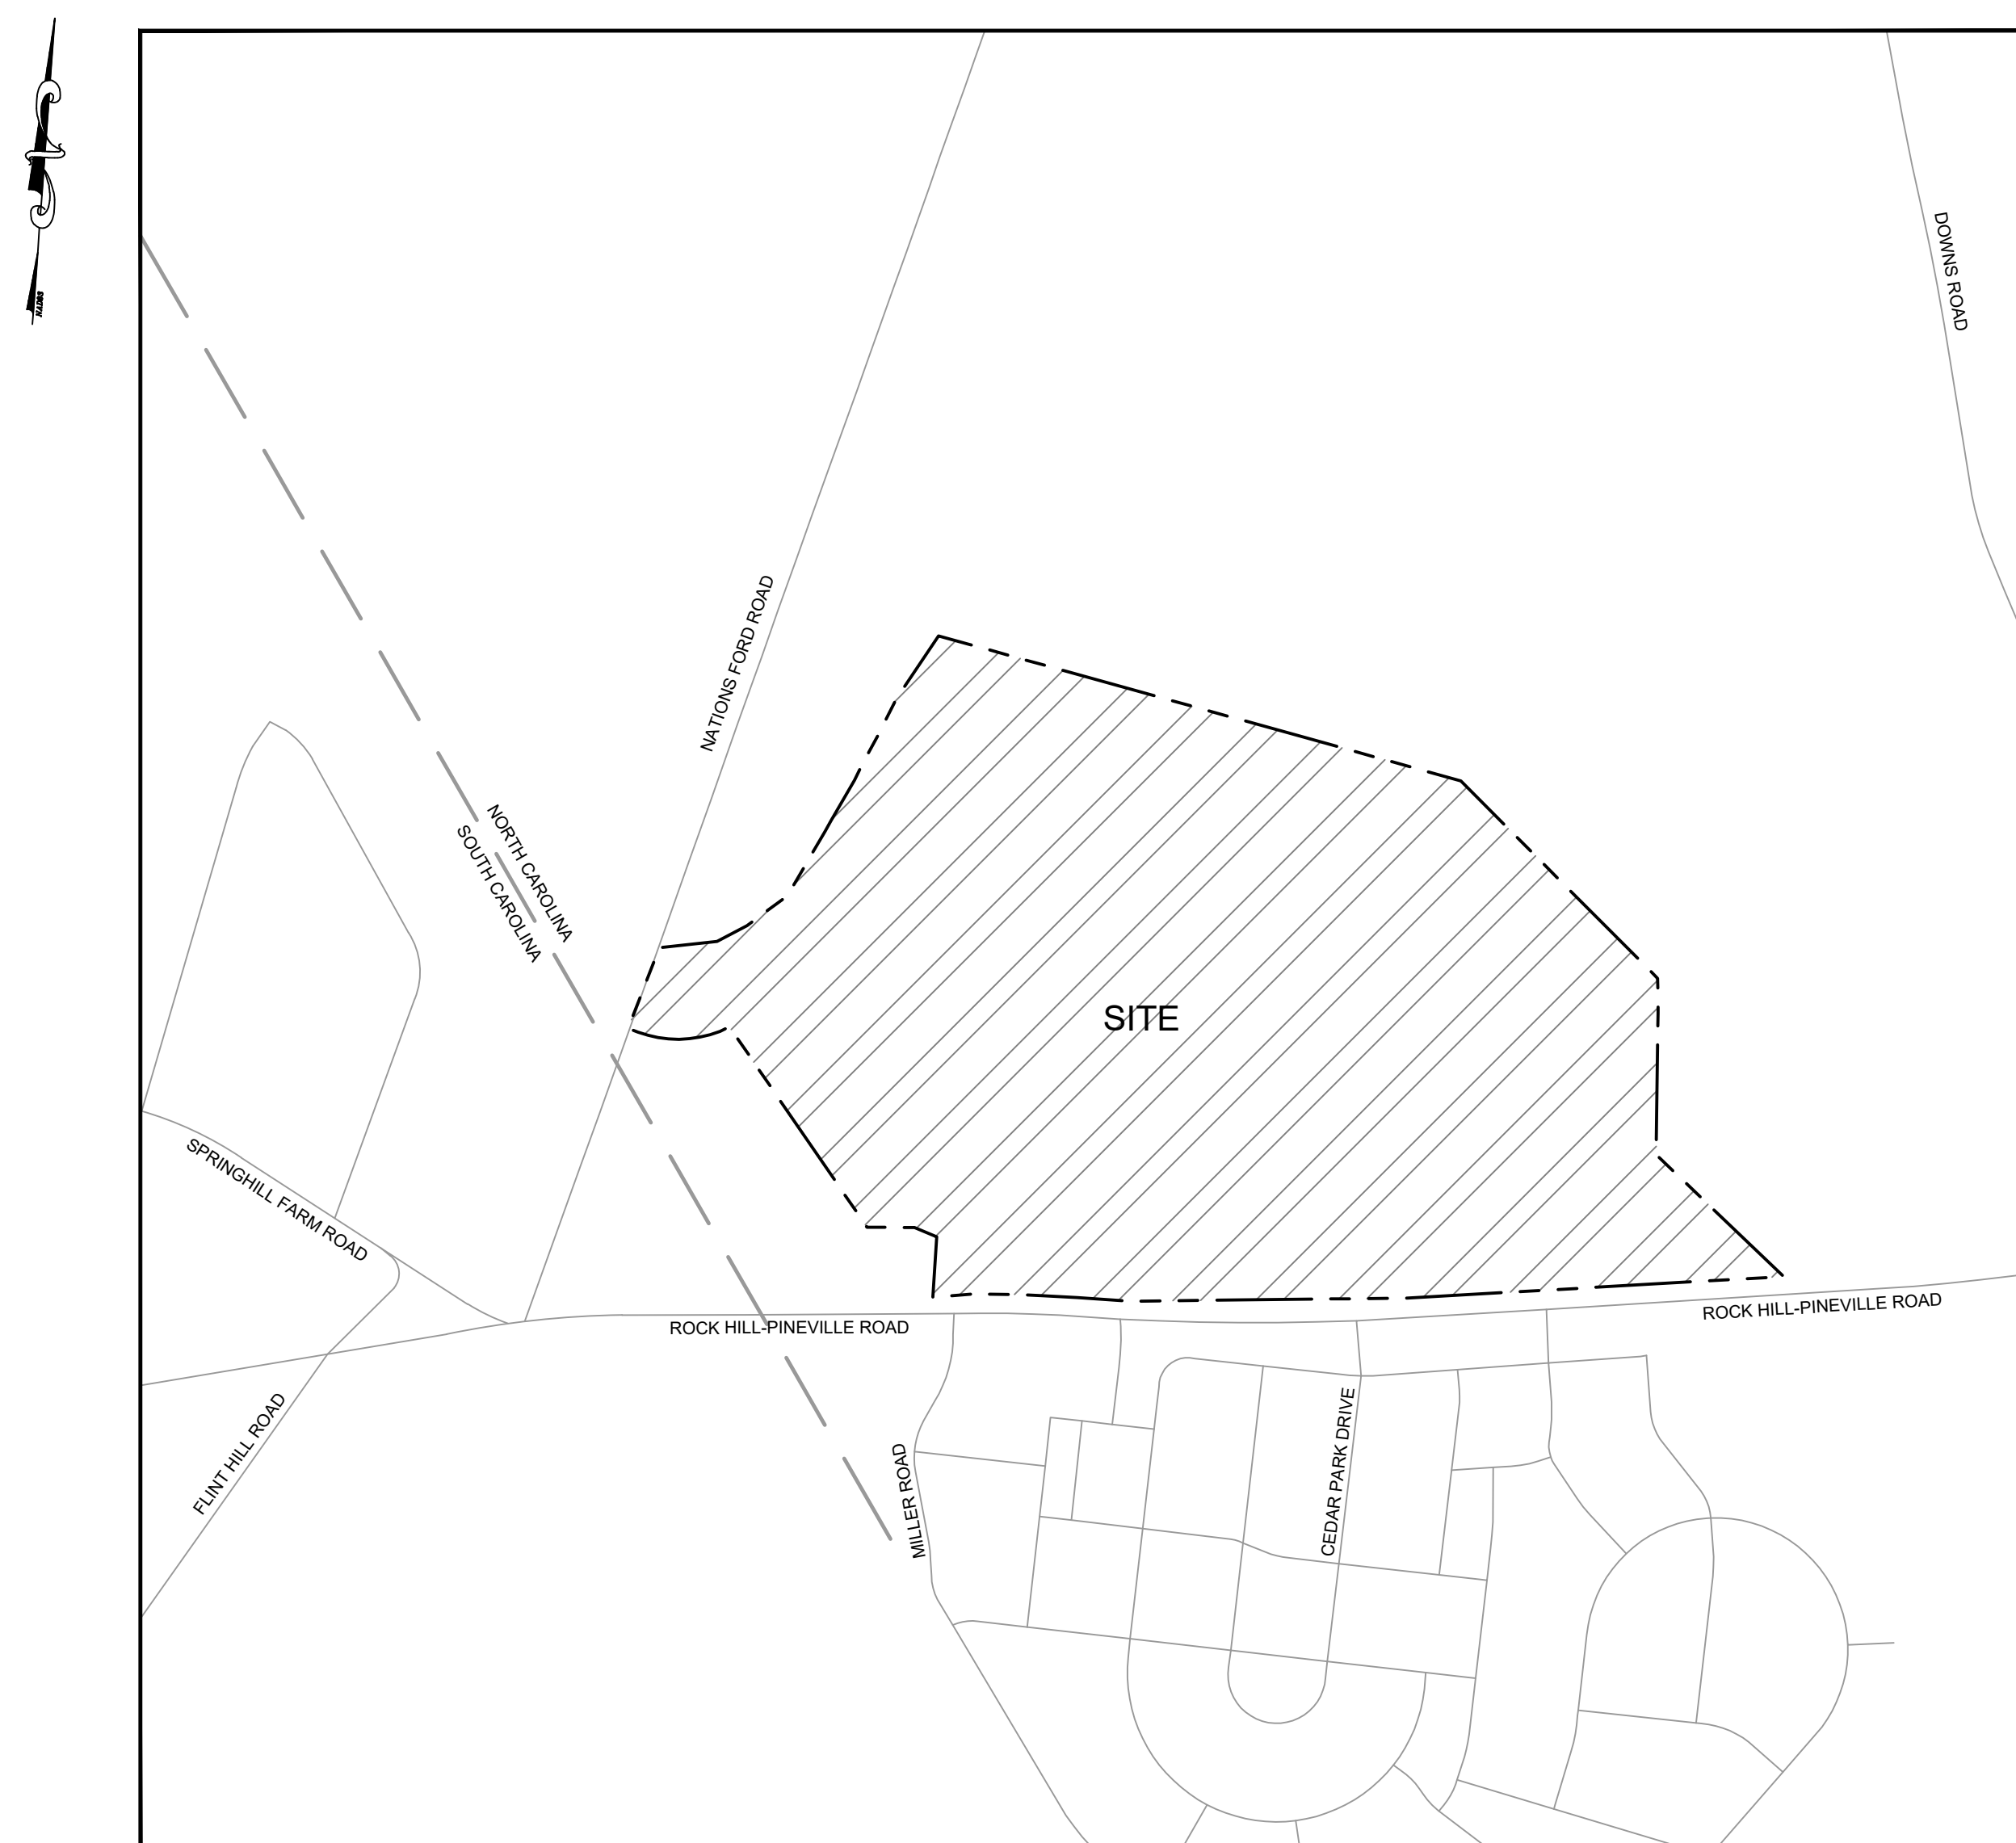 NAD83
DOWNS ROAD
NATIONS FORD ROAD
NORTH CAROLINA
SOUTH CAROLINA
SITE
SPRINGHILL FARM ROAD
ROCK HILL-PINEVILLE ROAD
ROCK HILL-PINEVILLE ROAD
FLINT HILL ROAD
MILLER ROAD
CEDAR PARK DRIVE